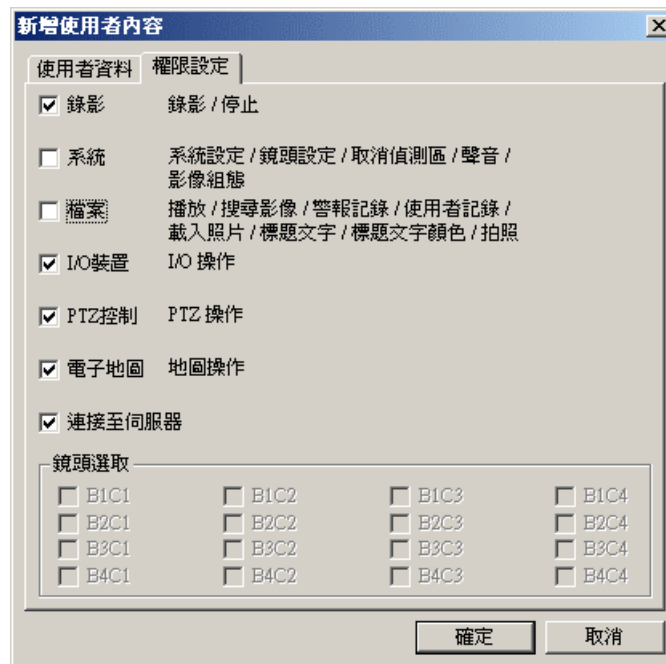 新增使用者內容
使用者資料 權限設定
錄影 錄影 / 停止
系統 系統設定 / 鏡頭設定 / 取消偵測區 / 聲音 /
影像組態
檔案 播放 / 搜尋影像 / 警報記錄 / 使用者記錄 /
載入照片 / 標題文字 / 標題文字顏色 / 拍照
I/O裝置 I/O 操作
PTZ控制 PTZ 操作
電子地圖 地圖操作
連接至伺服器
鏡頭選取
B1C1 B1C2 B1C3 B1C4
B2C1 B2C2 B2C3 B2C4
B3C1 B3C2 B3C3 B3C4
B4C1 B4C2 B4C3 B4C4
確定 取消